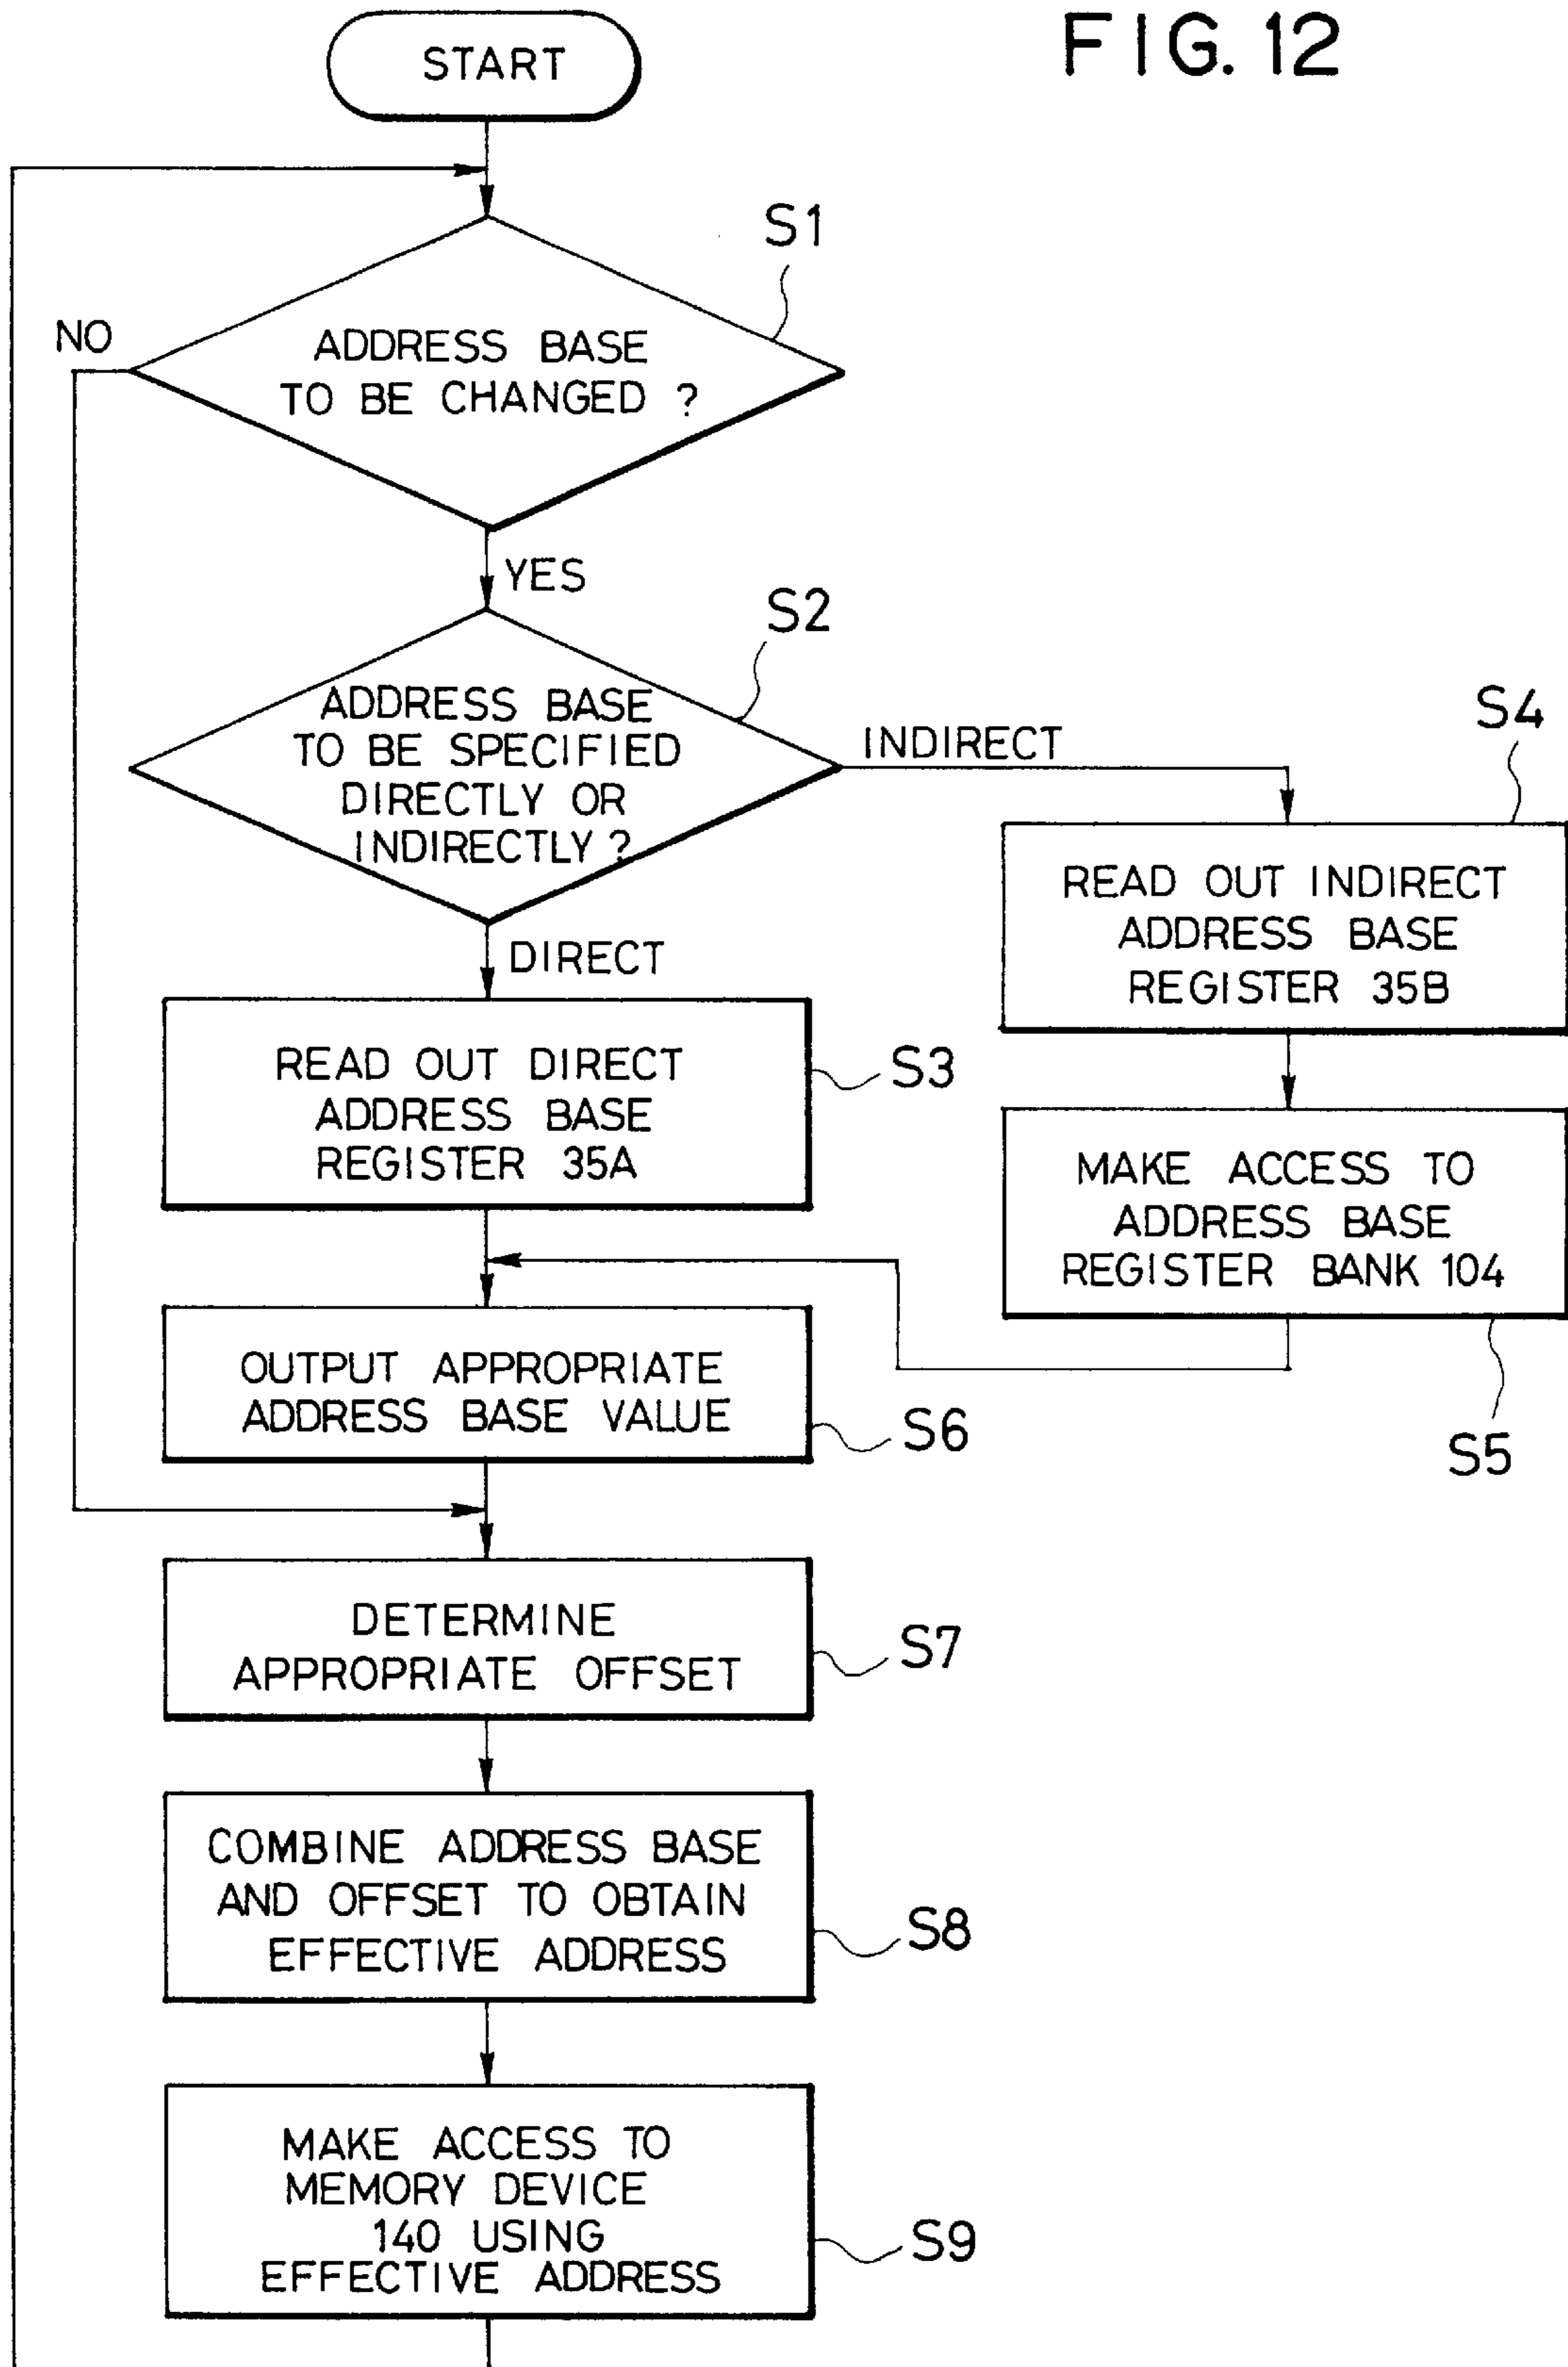 FIG. 12
START
S1
NO
ADDRESS BASE
TO BE CHANGED ?
YES
S2
ADDRESS BASE
TO BE SPECIFIED
DIRECTLY OR
INDIRECTLY ?
INDIRECT
S4
READ OUT INDIRECT
ADDRESS BASE
REGISTER 35B
DIRECT
READ OUT DIRECT
ADDRESS BASE
REGISTER 35A
S3
MAKE ACCESS TO
ADDRESS BASE
REGISTER BANK 104
S5
OUTPUT APPROPRIATE
ADDRESS BASE VALUE
S6
DETERMINE
APPROPRIATE OFFSET
S7
COMBINE ADDRESS BASE
AND OFFSET TO OBTAIN
EFFECTIVE ADDRESS
S8
MAKE ACCESS TO
MEMORY DEVICE
140 USING
EFFECTIVE ADDRESS
S9